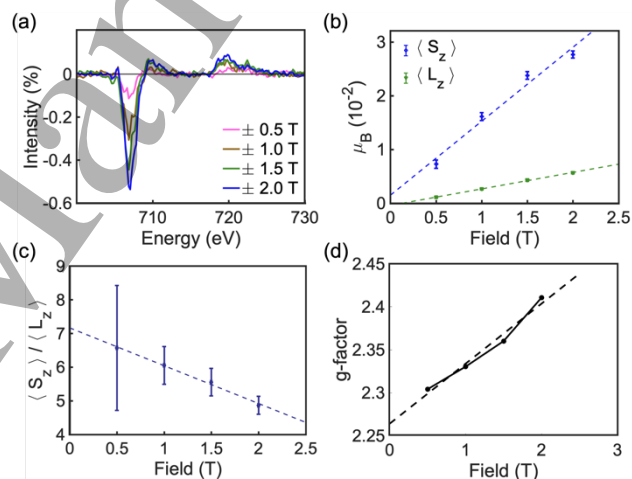 (a)
Intensity (%)
0
-0.2
-0.4
-0.6
710
720
730
Energy (eV)
± 0.5 T
± 1.0 T
± 1.5 T
± 2.0 T
(b)
μB (10⁻²)
3
2
1
0
0
0.5
1
1.5
2
2.5
Field (T)
⟨ Sz ⟩
⟨ Lz ⟩
(c)
⟨ Sz ⟩ / ⟨ Lz ⟩
9
8
7
6
5
4
0
0.5
1.0
1.5
2
2.5
Field (T)
(d)
g-factor
2.45
2.4
2.35
2.3
2.25
0
1
2
3
Field (T)